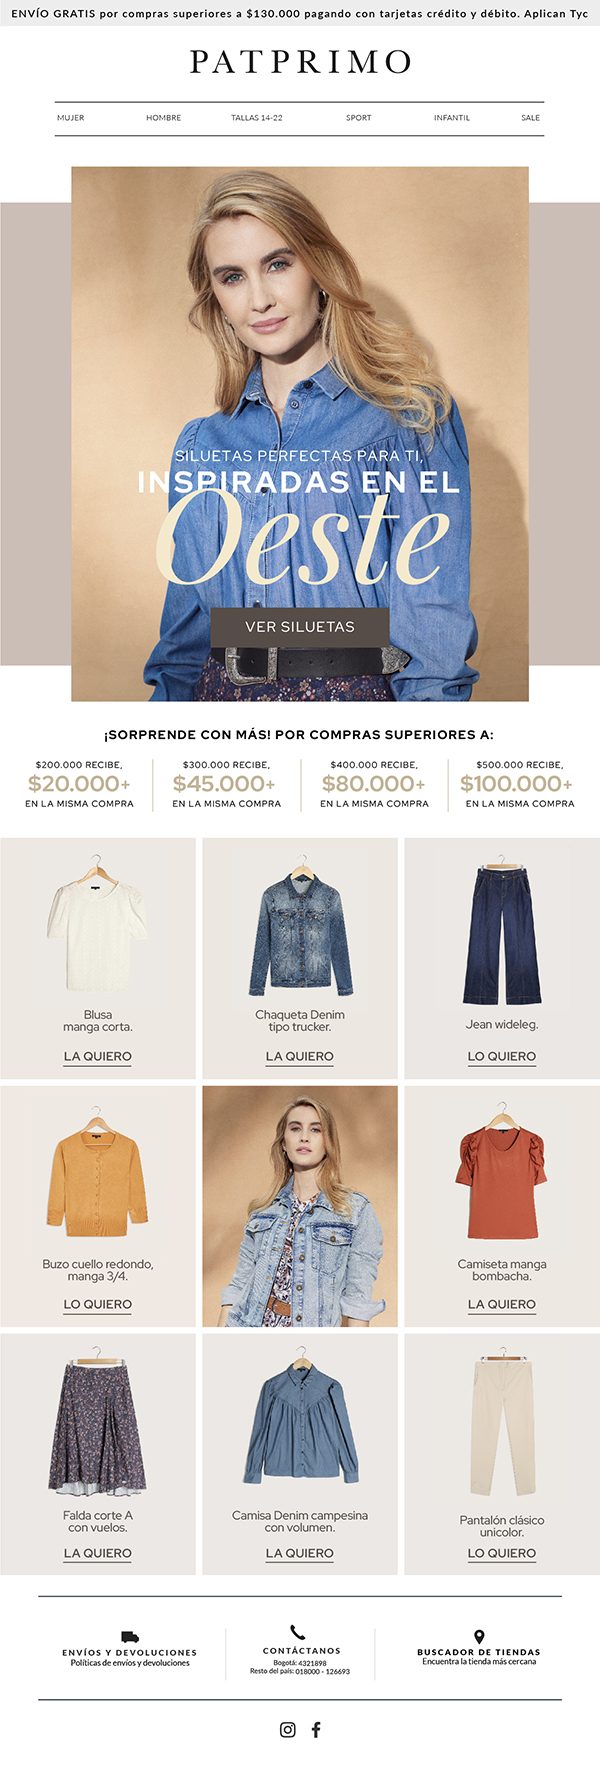 ENVÍO GRATIS por compras superiores a $130.000 pagando con tarjetas crédito y débito. Aplican Tyc
PATPRIMO
MUJER HOMBRE TALLAS 14-22 SPORT INFANTIL SALE
SILUETAS PERFECTAS PARA TI,
INSPIRADAS EN EL
Oeste
VER SILUETAS
¡SORPRENDE CON MÁS! POR COMPRAS SUPERIORES A:
$200.000 RECIBE,
$20.000+
EN LA MISMA COMPRA
$300.000 RECIBE,
$45.000+
EN LA MISMA COMPRA
$400.000 RECIBE,
$80.000+
EN LA MISMA COMPRA
$500.000 RECIBE,
$100.000+
EN LA MISMA COMPRA
Blusa
manga corta.
LA QUIERO
Chaqueta Denim
tipo trucker.
LA QUIERO
Jean wideleg.
LO QUIERO
Buzo cuello redondo,
manga 3/4.
LO QUIERO
Camiseta manga
bombacha.
LA QUIERO
Falda corte A
con vuelos.
LA QUIERO
Camisa Denim campesina
con volumen.
LA QUIERO
Pantalón clásico
unicolor.
LO QUIERO
ENVÍOS Y DEVOLUCIONES
Políticas de envíos y devoluciones
CONTÁCTANOS
Bogotá: 4321898
Resto del país: 018000 - 126693
BUSCADOR DE TIENDAS
Encuentra la tienda más cercana